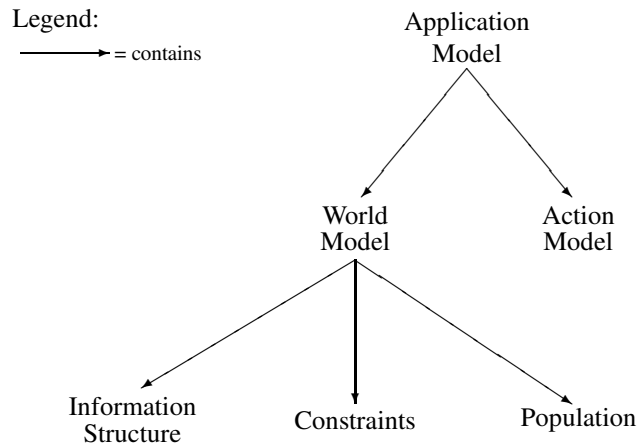 Legend:
= contains
Application
Model
World
Model
Action
Model
Information
Structure
Constraints
Population